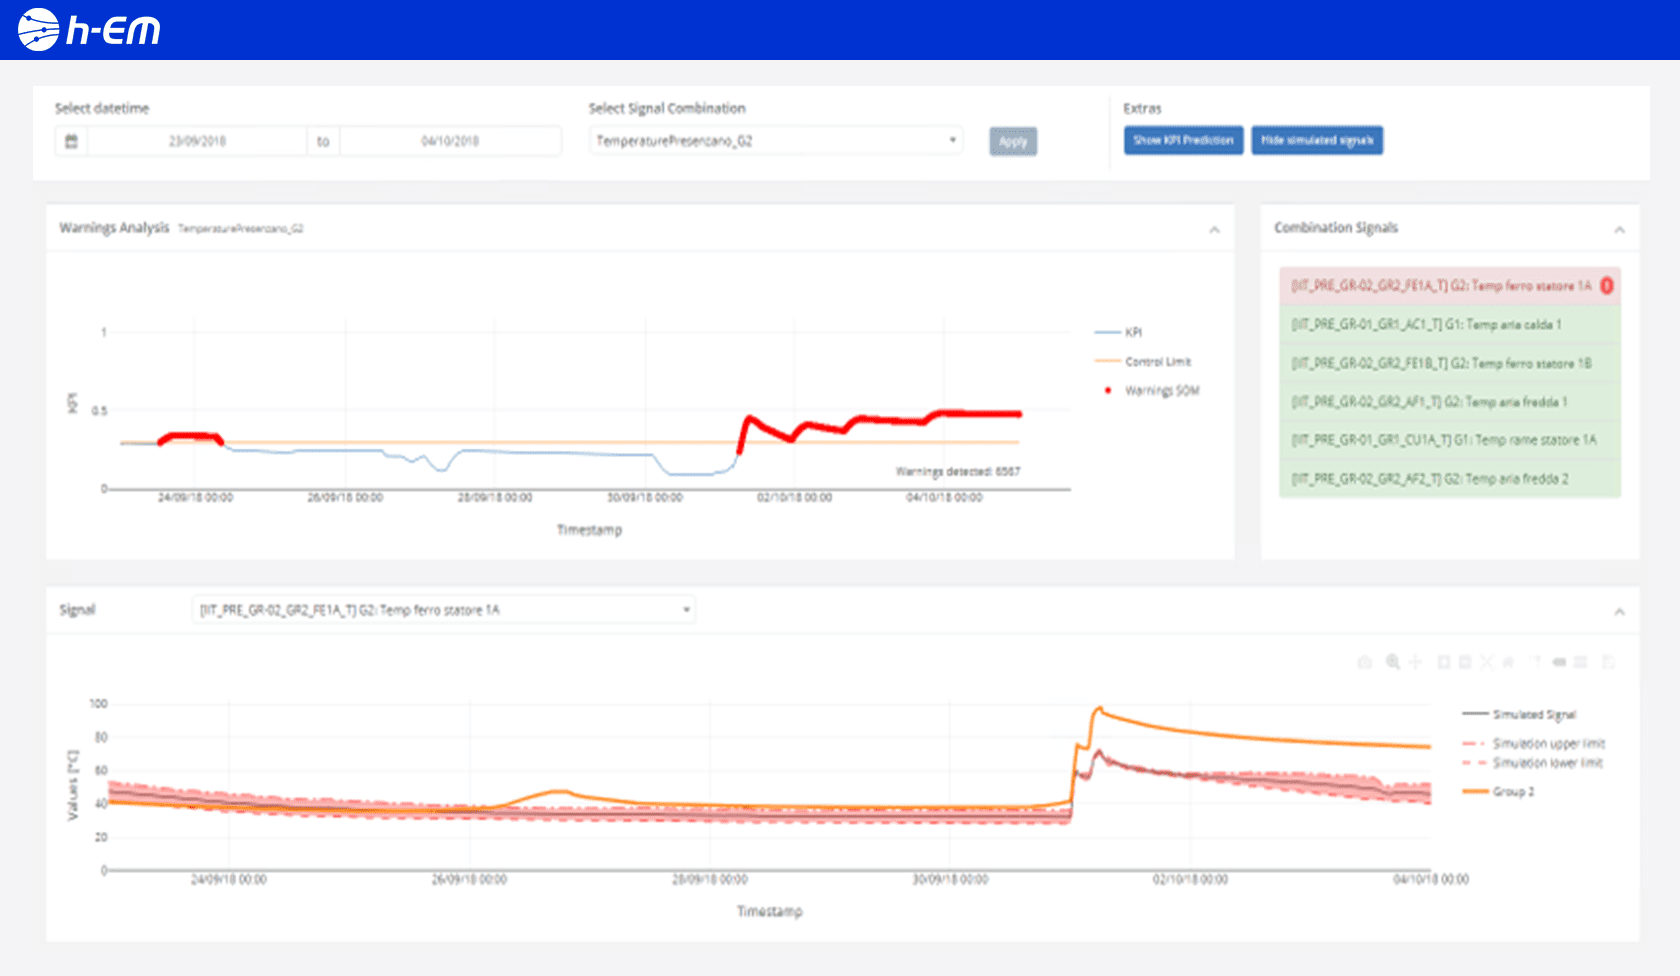 h-EM
Select datetime
Select Signal Combination
Extras
23/09/2018
to
04/10/2018
TemperaturePresenzano_G2
Apply
Show KPI Prediction
Hide simulated signals
Warnings Analysis TemperaturePresenzano_G2
KPI
1
0.5
0
24/09/18 00:00
26/09/18 00:00
28/09/18 00:00
30/09/18 00:00
02/10/18 00:00
04/10/18 00:00
Timestamp
KPI
Control Limit
Warnings SOM
Warnings detected: 6567
Combination Signals
[IIT_PRE_GR-02_GR2_FE1A_T] G2: Temp ferro statore 1A
[IIT_PRE_GR-01_GR1_AC1_T] G1: Temp aria calda 1
[IIT_PRE_GR-02_GR2_FE1B_T] G2: Temp ferro statore 1B
[IIT_PRE_GR-02_GR2_AF1_T] G2: Temp aria fredda 1
[IIT_PRE_GR-01_GR1_CU1A_T] G1: Temp rame statore 1A
[IIT_PRE_GR-02_GR2_AF2_T] G2: Temp aria fredda 2
Signal
[IIT_PRE_GR-02_GR2_FE1A_T] G2: Temp ferro statore 1A
Values [°C]
100
80
60
40
20
0
24/09/18 00:00
26/09/18 00:00
28/09/18 00:00
30/09/18 00:00
02/10/18 00:00
04/10/18 00:00
Timestamp
Simulated Signal
Simulation upper limit
Simulation lower limit
Group 2